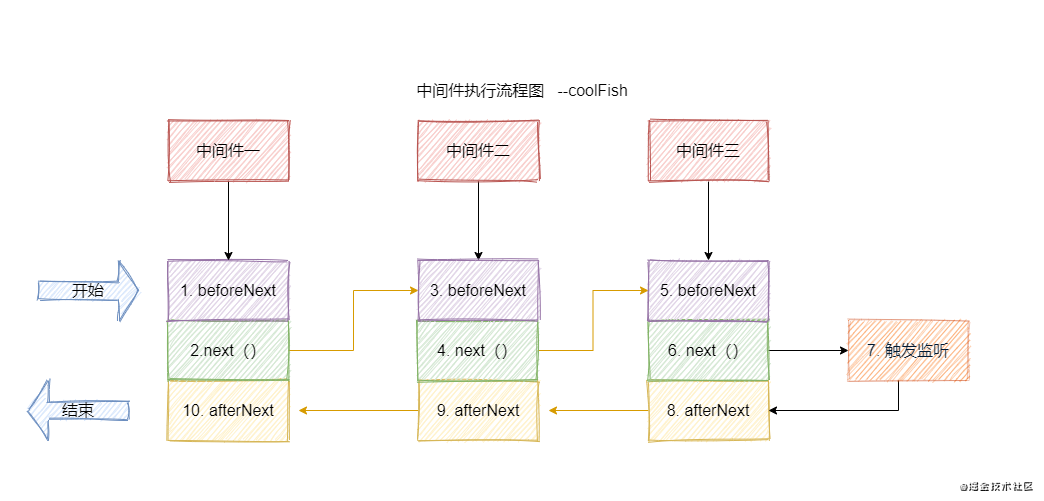 中间件执行流程图 --coolFish
中间件一
中间件二
中间件三
开始
1. beforeNext
3. beforeNext
5. beforeNext
2.next（）
4. next（）
6. next（）
7. 触发监听
结束
10. afterNext
9. afterNext
8. afterNext
@掘金技术社区